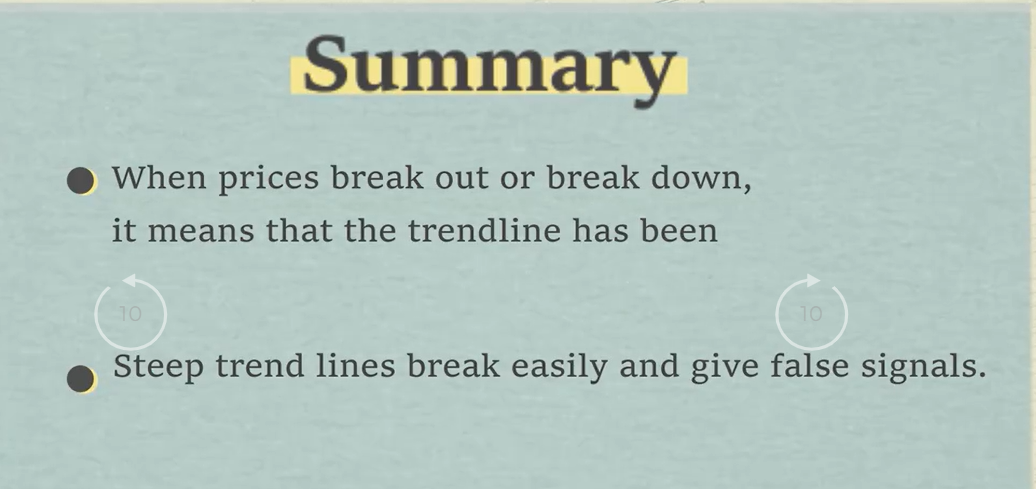 Summary
When prices break out or break down,
it means that the trendline has been
10 10
Steep trend lines break easily and give false signals.